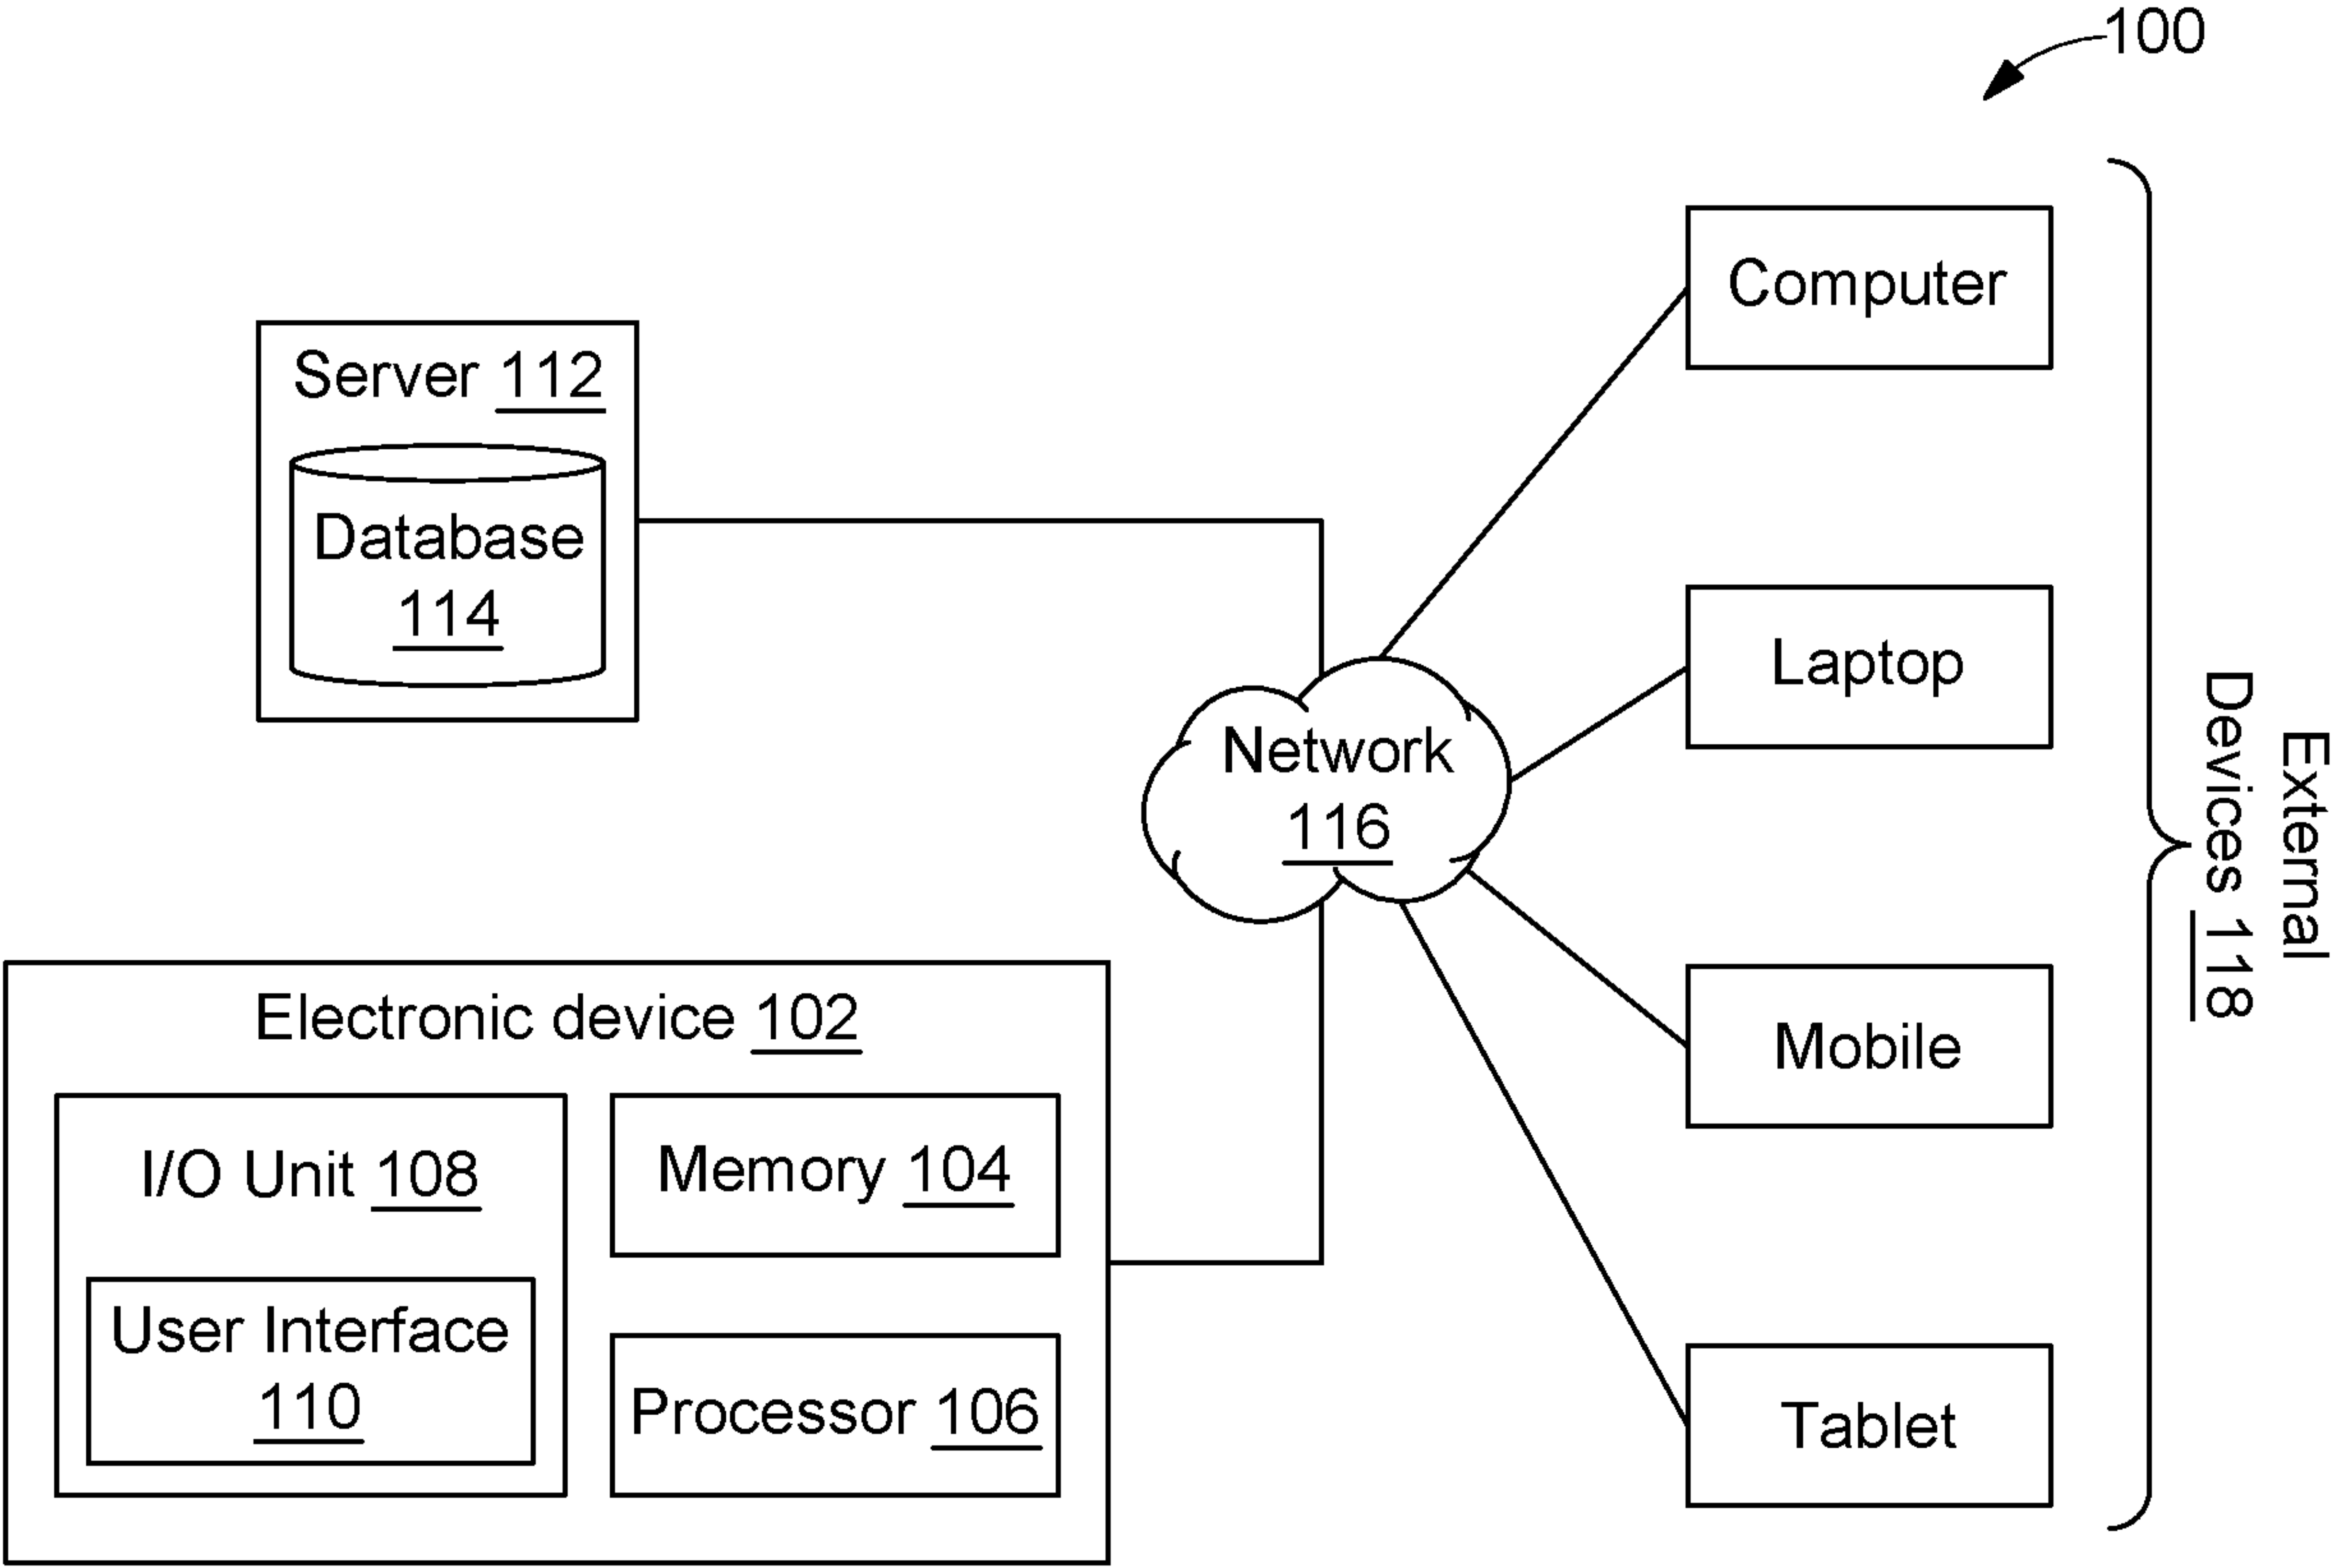 100
Server 112
Database
114
Network
116
Electronic device 102
I/O Unit 108
User Interface
110
Memory 104
Processor 106
Computer
Laptop
Mobile
Tablet
External
Devices 118